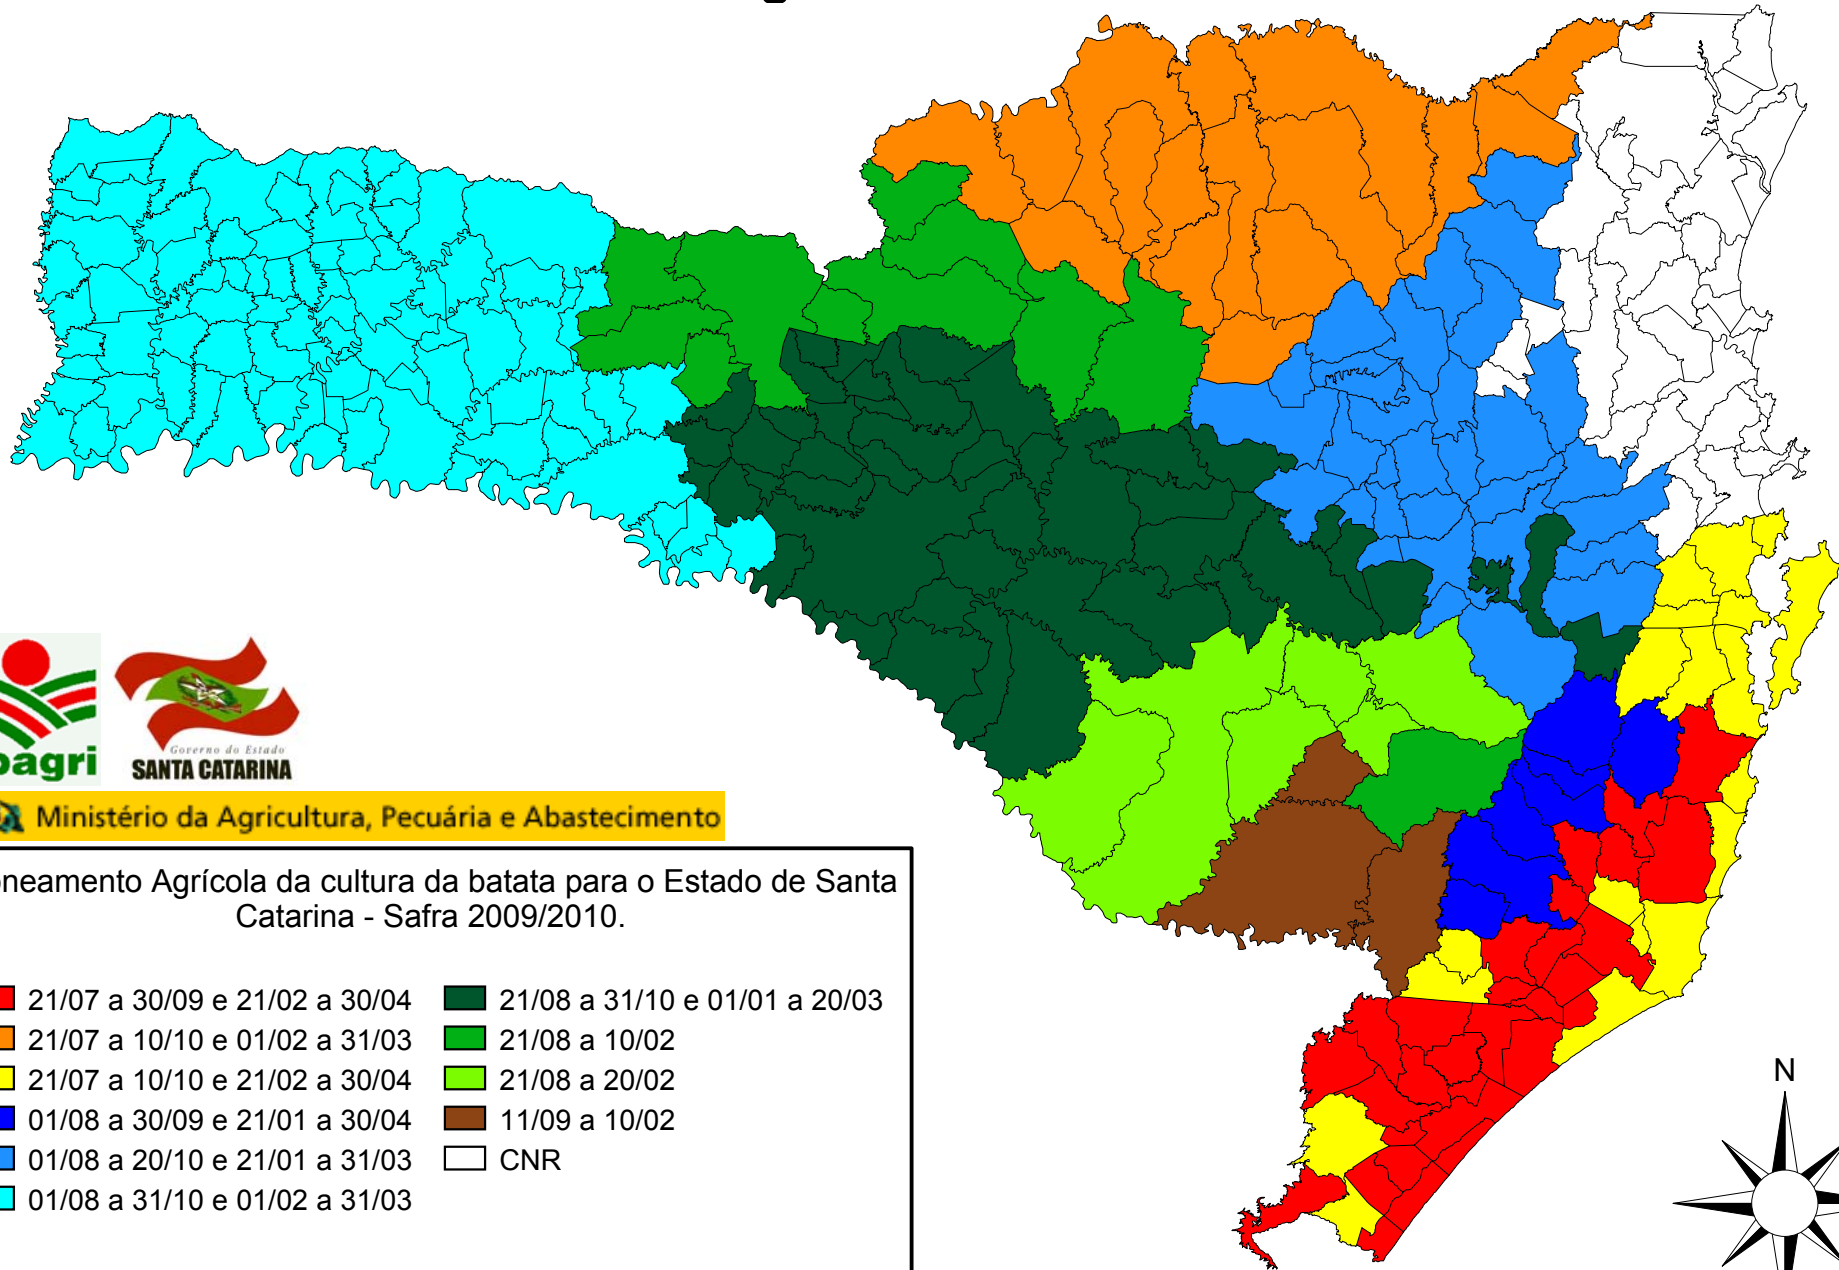 Governo do Estado
SANTA CATARINA
Ministério da Agricultura, Pecuária e Abastecimento
Agrícola da cultura da batata para o Estado de Santa
Catarina - Safra 2009/2010.
21/07 a 30/09 e 21/02 a 30/04
21/07 a 10/10 e 01/02 a 31/03
21/07 a 10/10 e 21/02 a 30/04
01/08 a 30/09 e 21/01 a 30/04
01/08 a 20/10 e 21/01 a 31/03
01/08 a 31/10 e 01/02 a 31/03
21/08 a 31/10 e 01/01 a 20/03
21/08 a 10/02
21/08 a 20/02
11/09 a 10/02
CNR
N